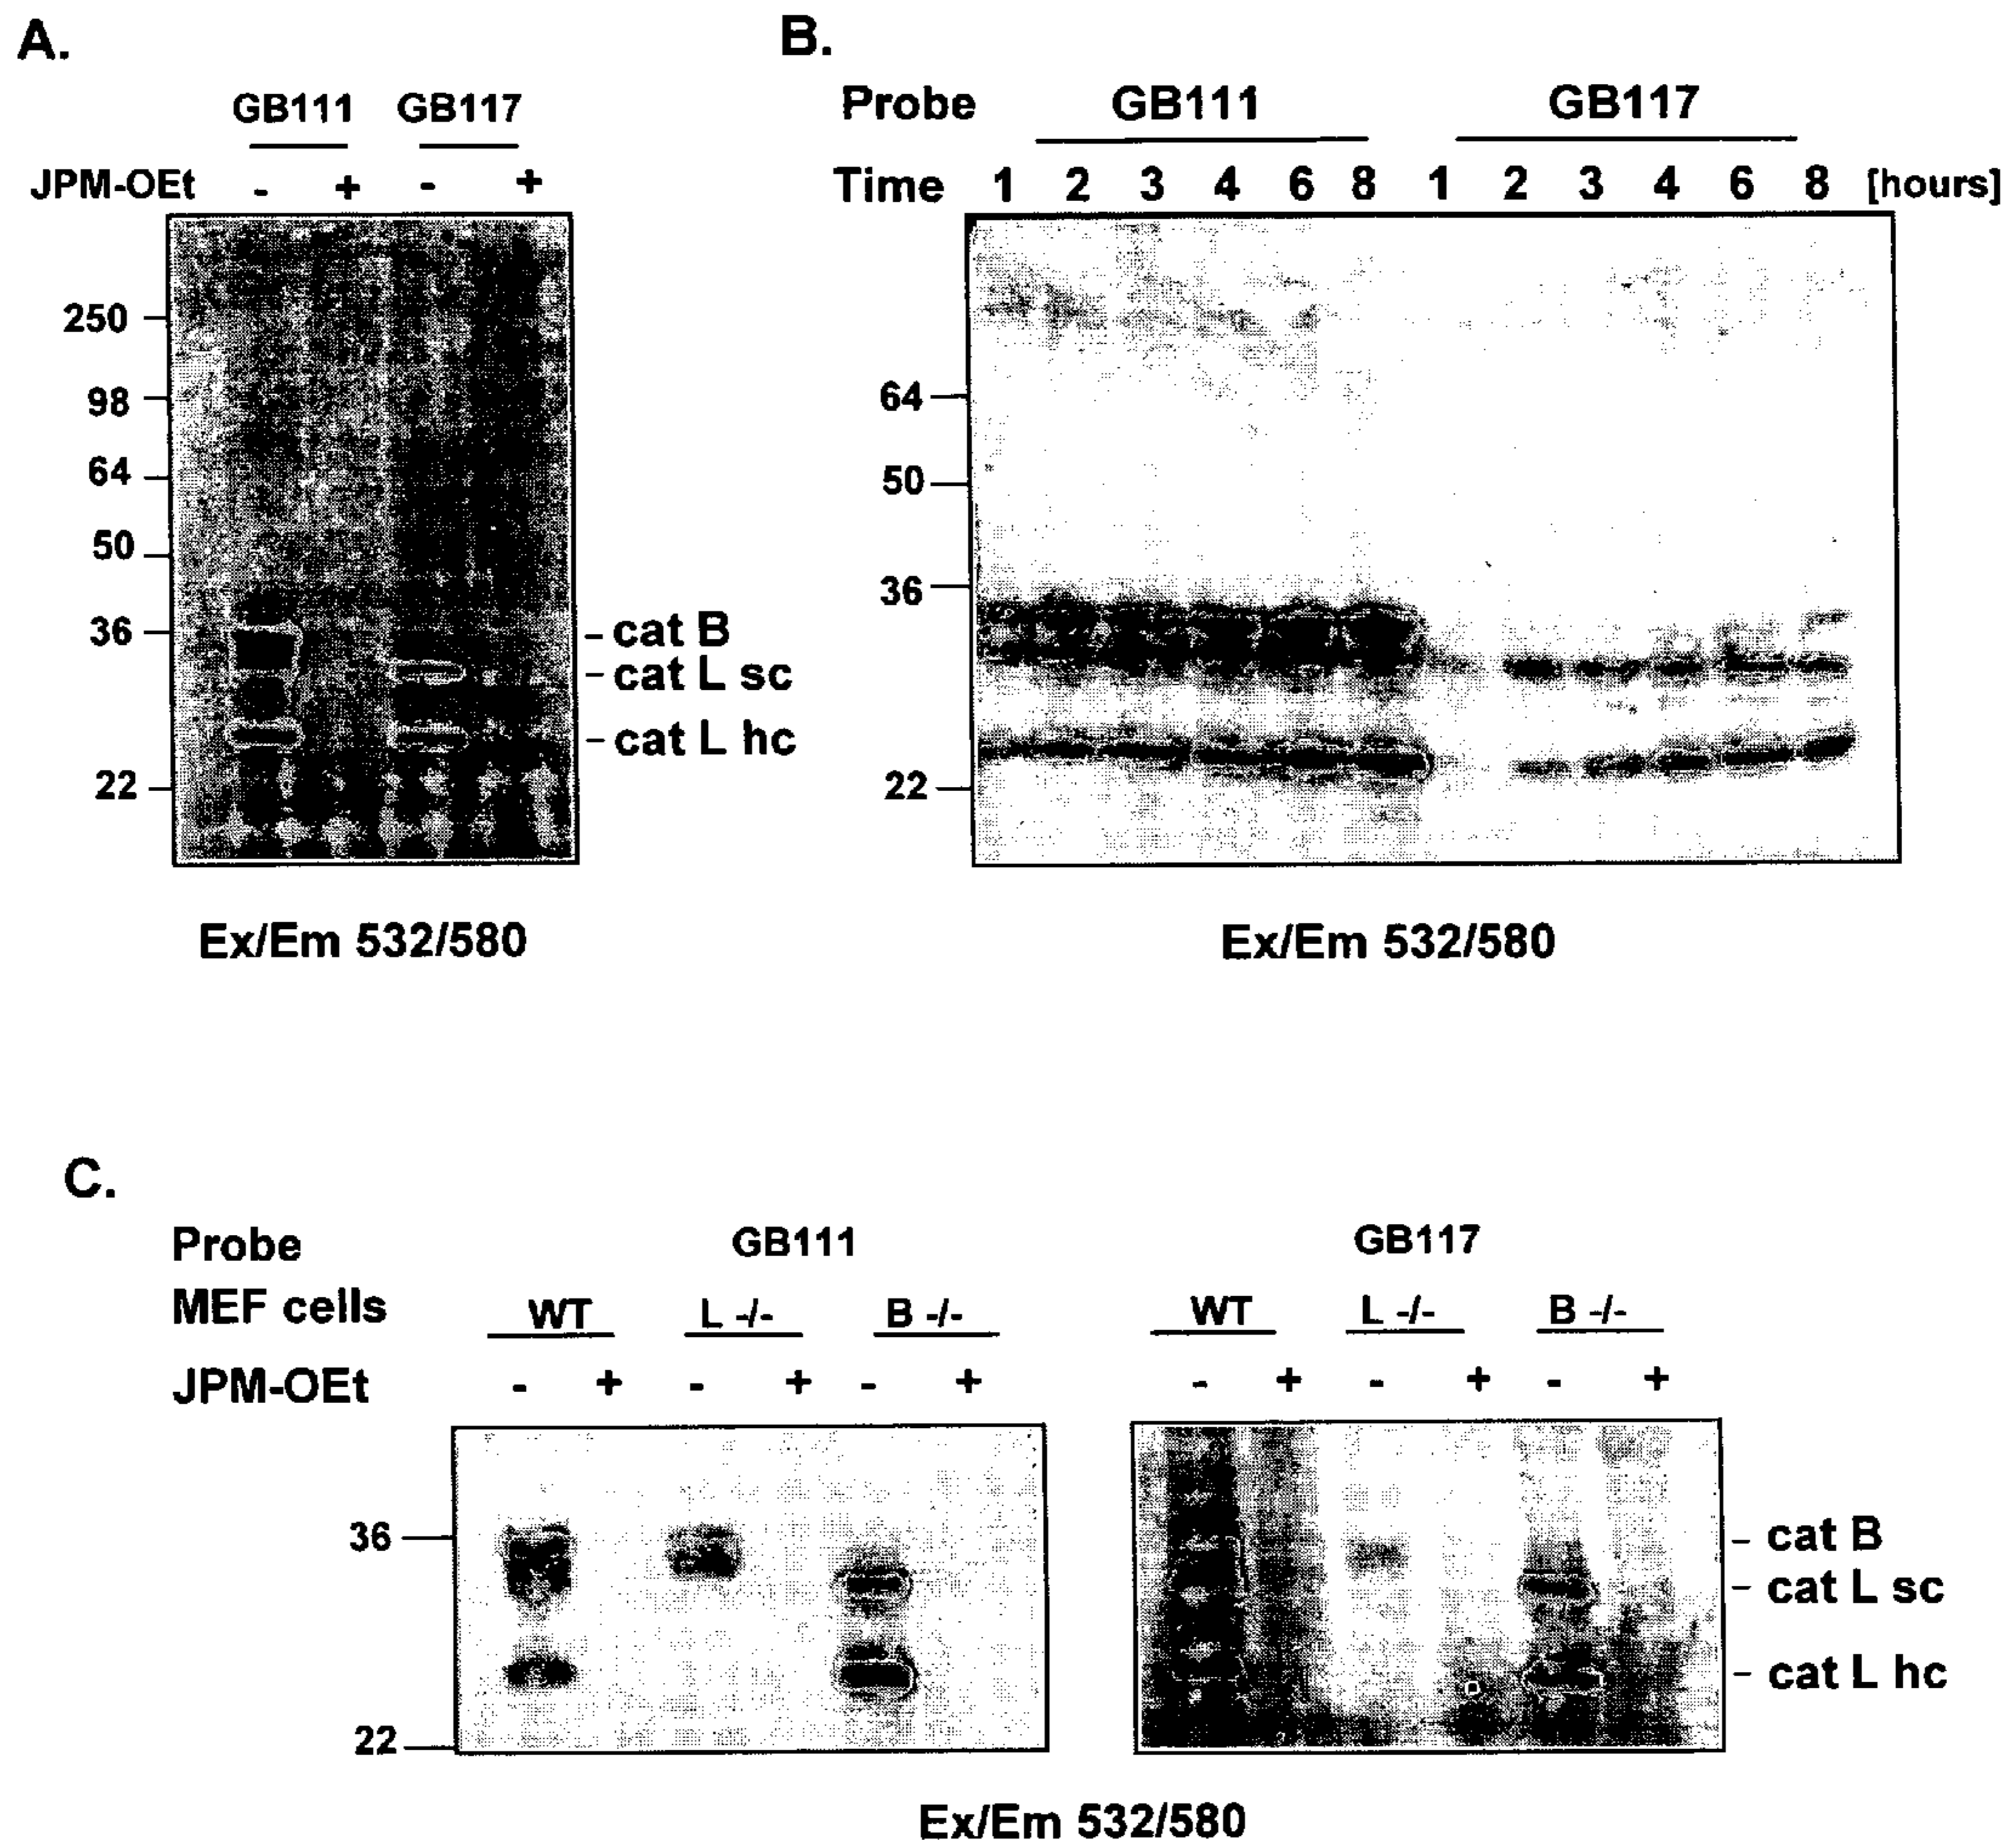 A.
GB111 GB117
JPM-OEt - + - +
250
98
64
50
36
22
- cat B
- cat L sc
- cat L hc
Ex/Em 532/580
B.
Probe GB111 GB117
Time 1 2 3 4 6 8 1 2 3 4 6 8 [hours]
64
50
36
22
Ex/Em 532/580
C.
Probe GB111 GB117
MEF cells WT L -/- B -/- WT L -/- B -/-
JPM-OEt - + - + - + - + - + - +
36
22
- cat B
- cat L sc
- cat L hc
Ex/Em 532/580